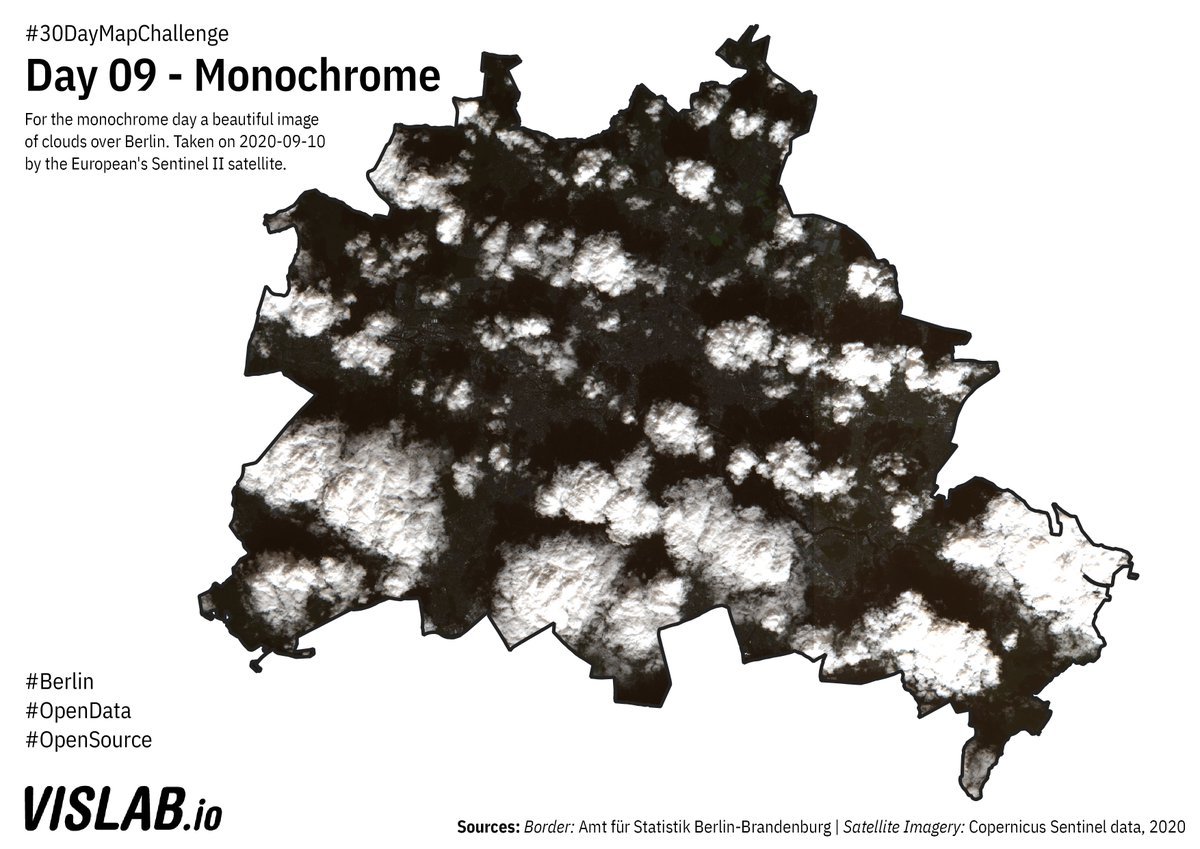 #30DayMapChallenge
Day 09 - Monochrome
For the monochrome day a beautiful image
of clouds over Berlin. Taken on 2020-09-10
by the European's Sentinel II satellite.
#Berlin
#OpenData
#OpenSource
VISLAB.io
Sources: Border: Amt für Statistik Berlin-Brandenburg | Satellite Imagery: Copernicus Sentinel data, 2020